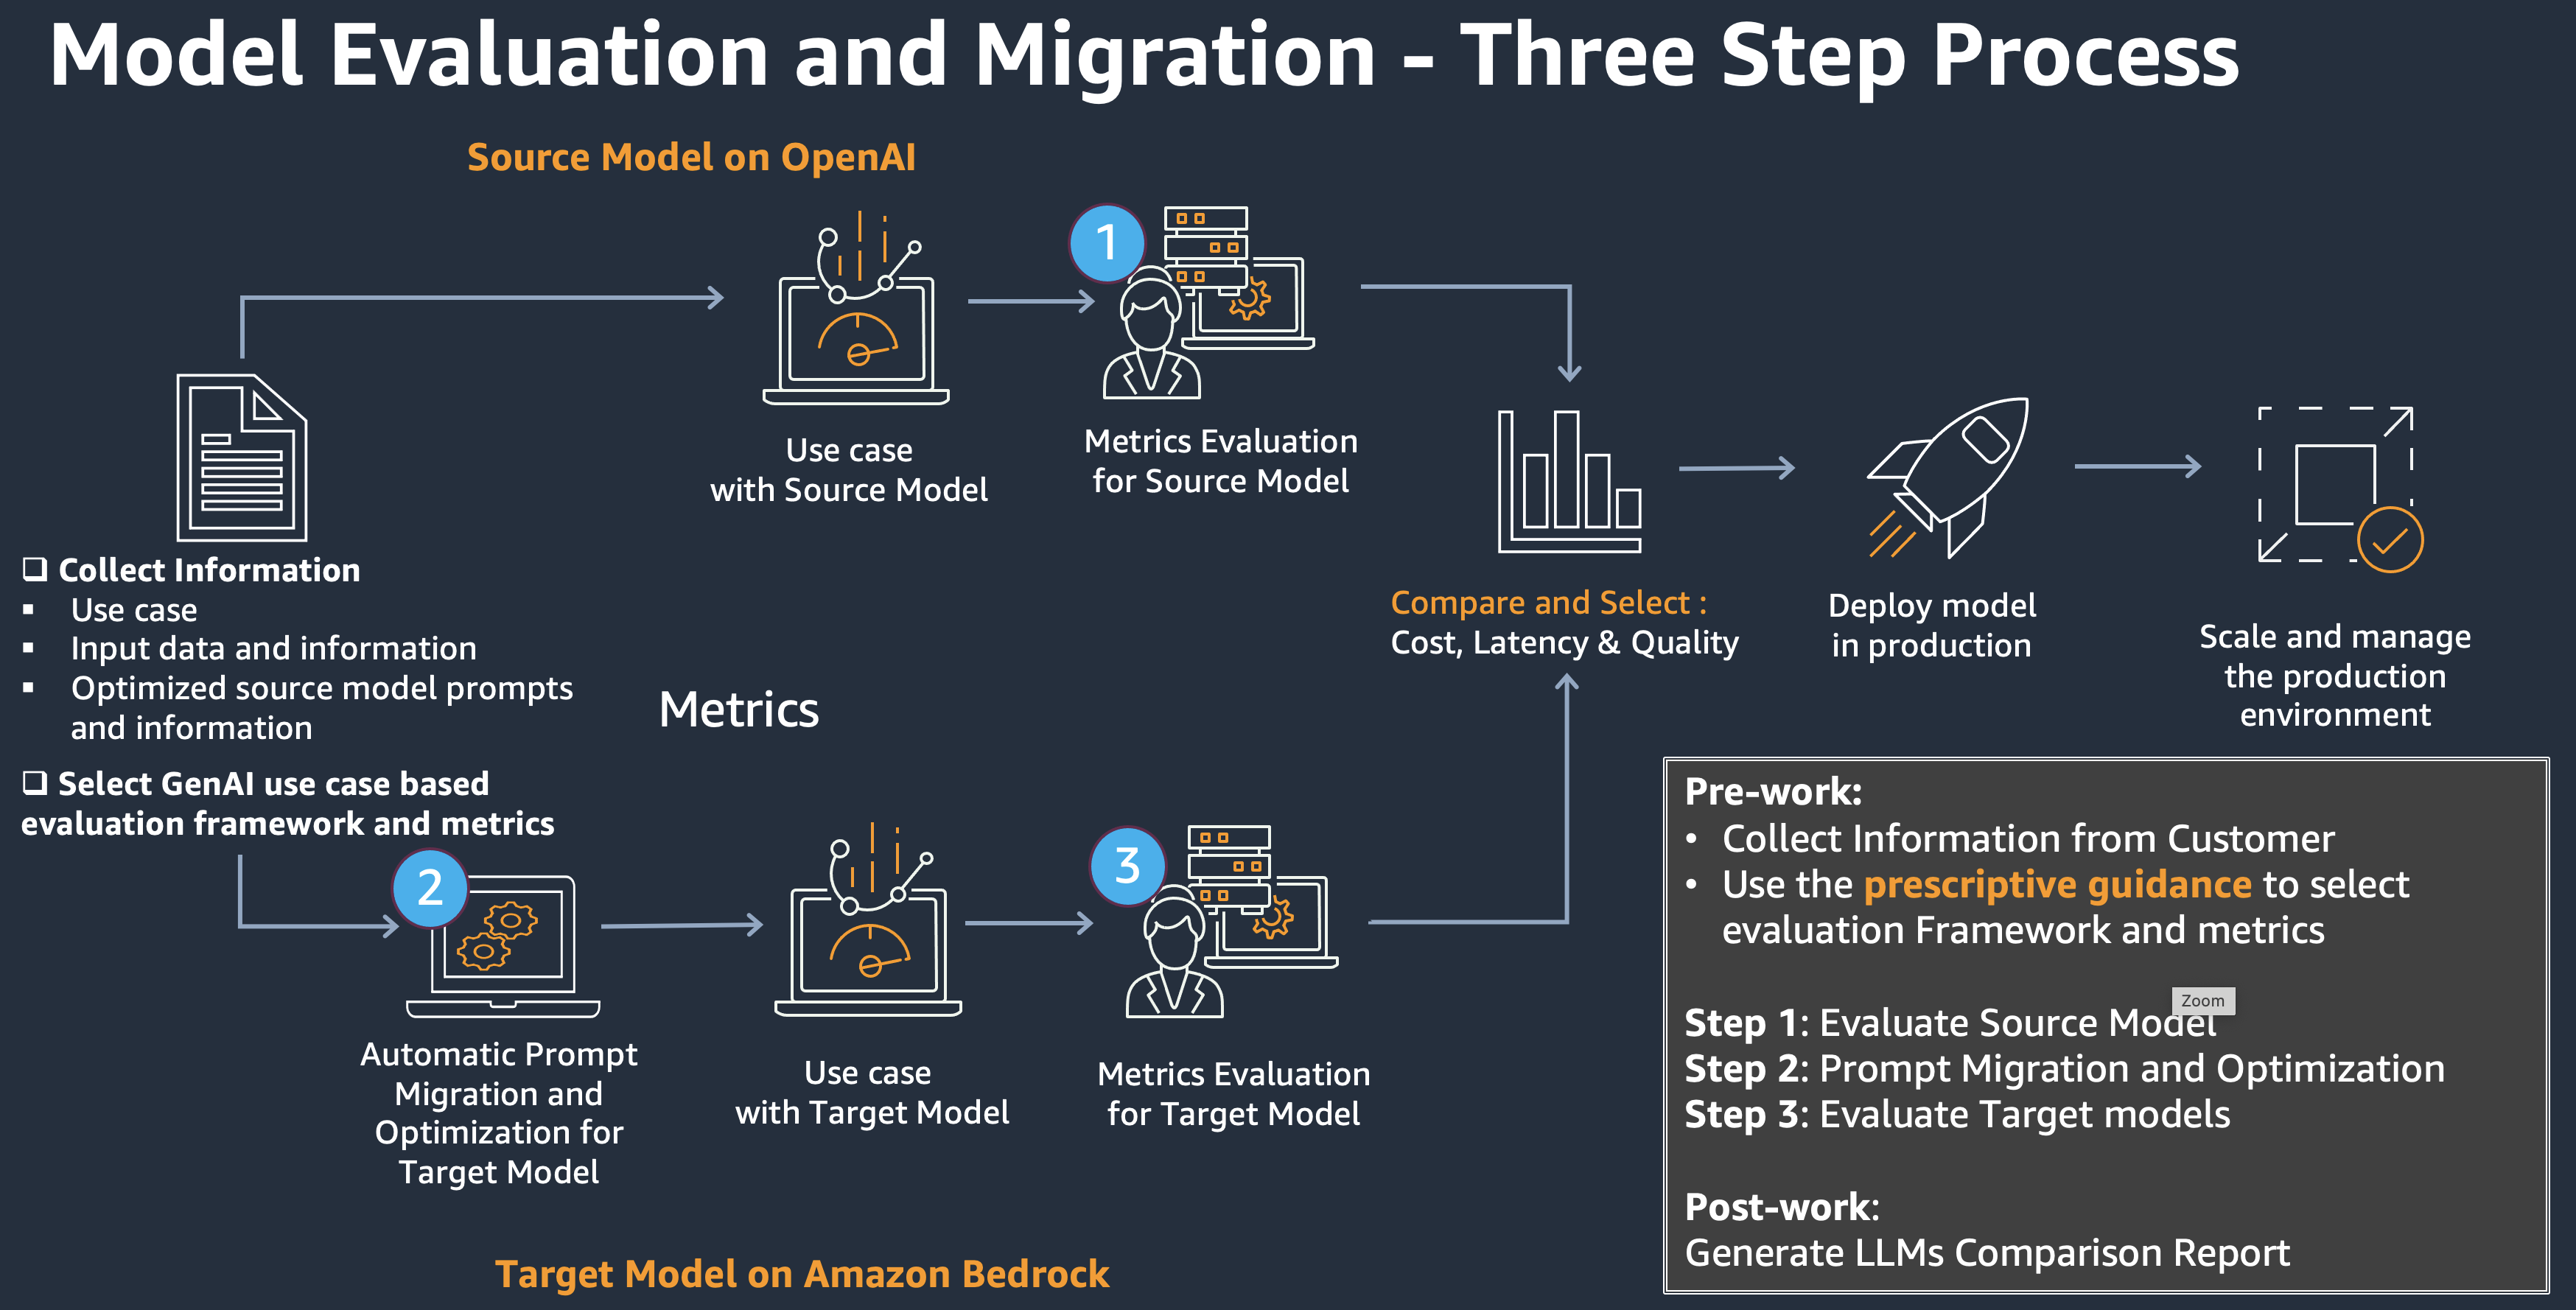 Model Evaluation and Migration - Three Step Process
Source Model on OpenAI
1
Use case
with Source Model
Metrics Evaluation
for Source Model
❑ Collect Information
▪ Use case
▪ Input data and information
▪ Optimized source model prompts
and information
❑ Select GenAI use case based
evaluation framework and metrics
Metrics
Compare and Select :
Cost, Latency & Quality
Deploy model
in production
Scale and manage
the production
environment
2
Automatic Prompt
Migration and
Optimization for
Target Model
Use case
with Target Model
3
Metrics Evaluation
for Target Model
Target Model on Amazon Bedrock
Pre-work:
• Collect Information from Customer
• Use the prescriptive guidance to select
evaluation Framework and metrics
Zoom
Step 1: Evaluate Source Model
Step 2: Prompt Migration and Optimization
Step 3: Evaluate Target models
Post-work:
Generate LLMs Comparison Report